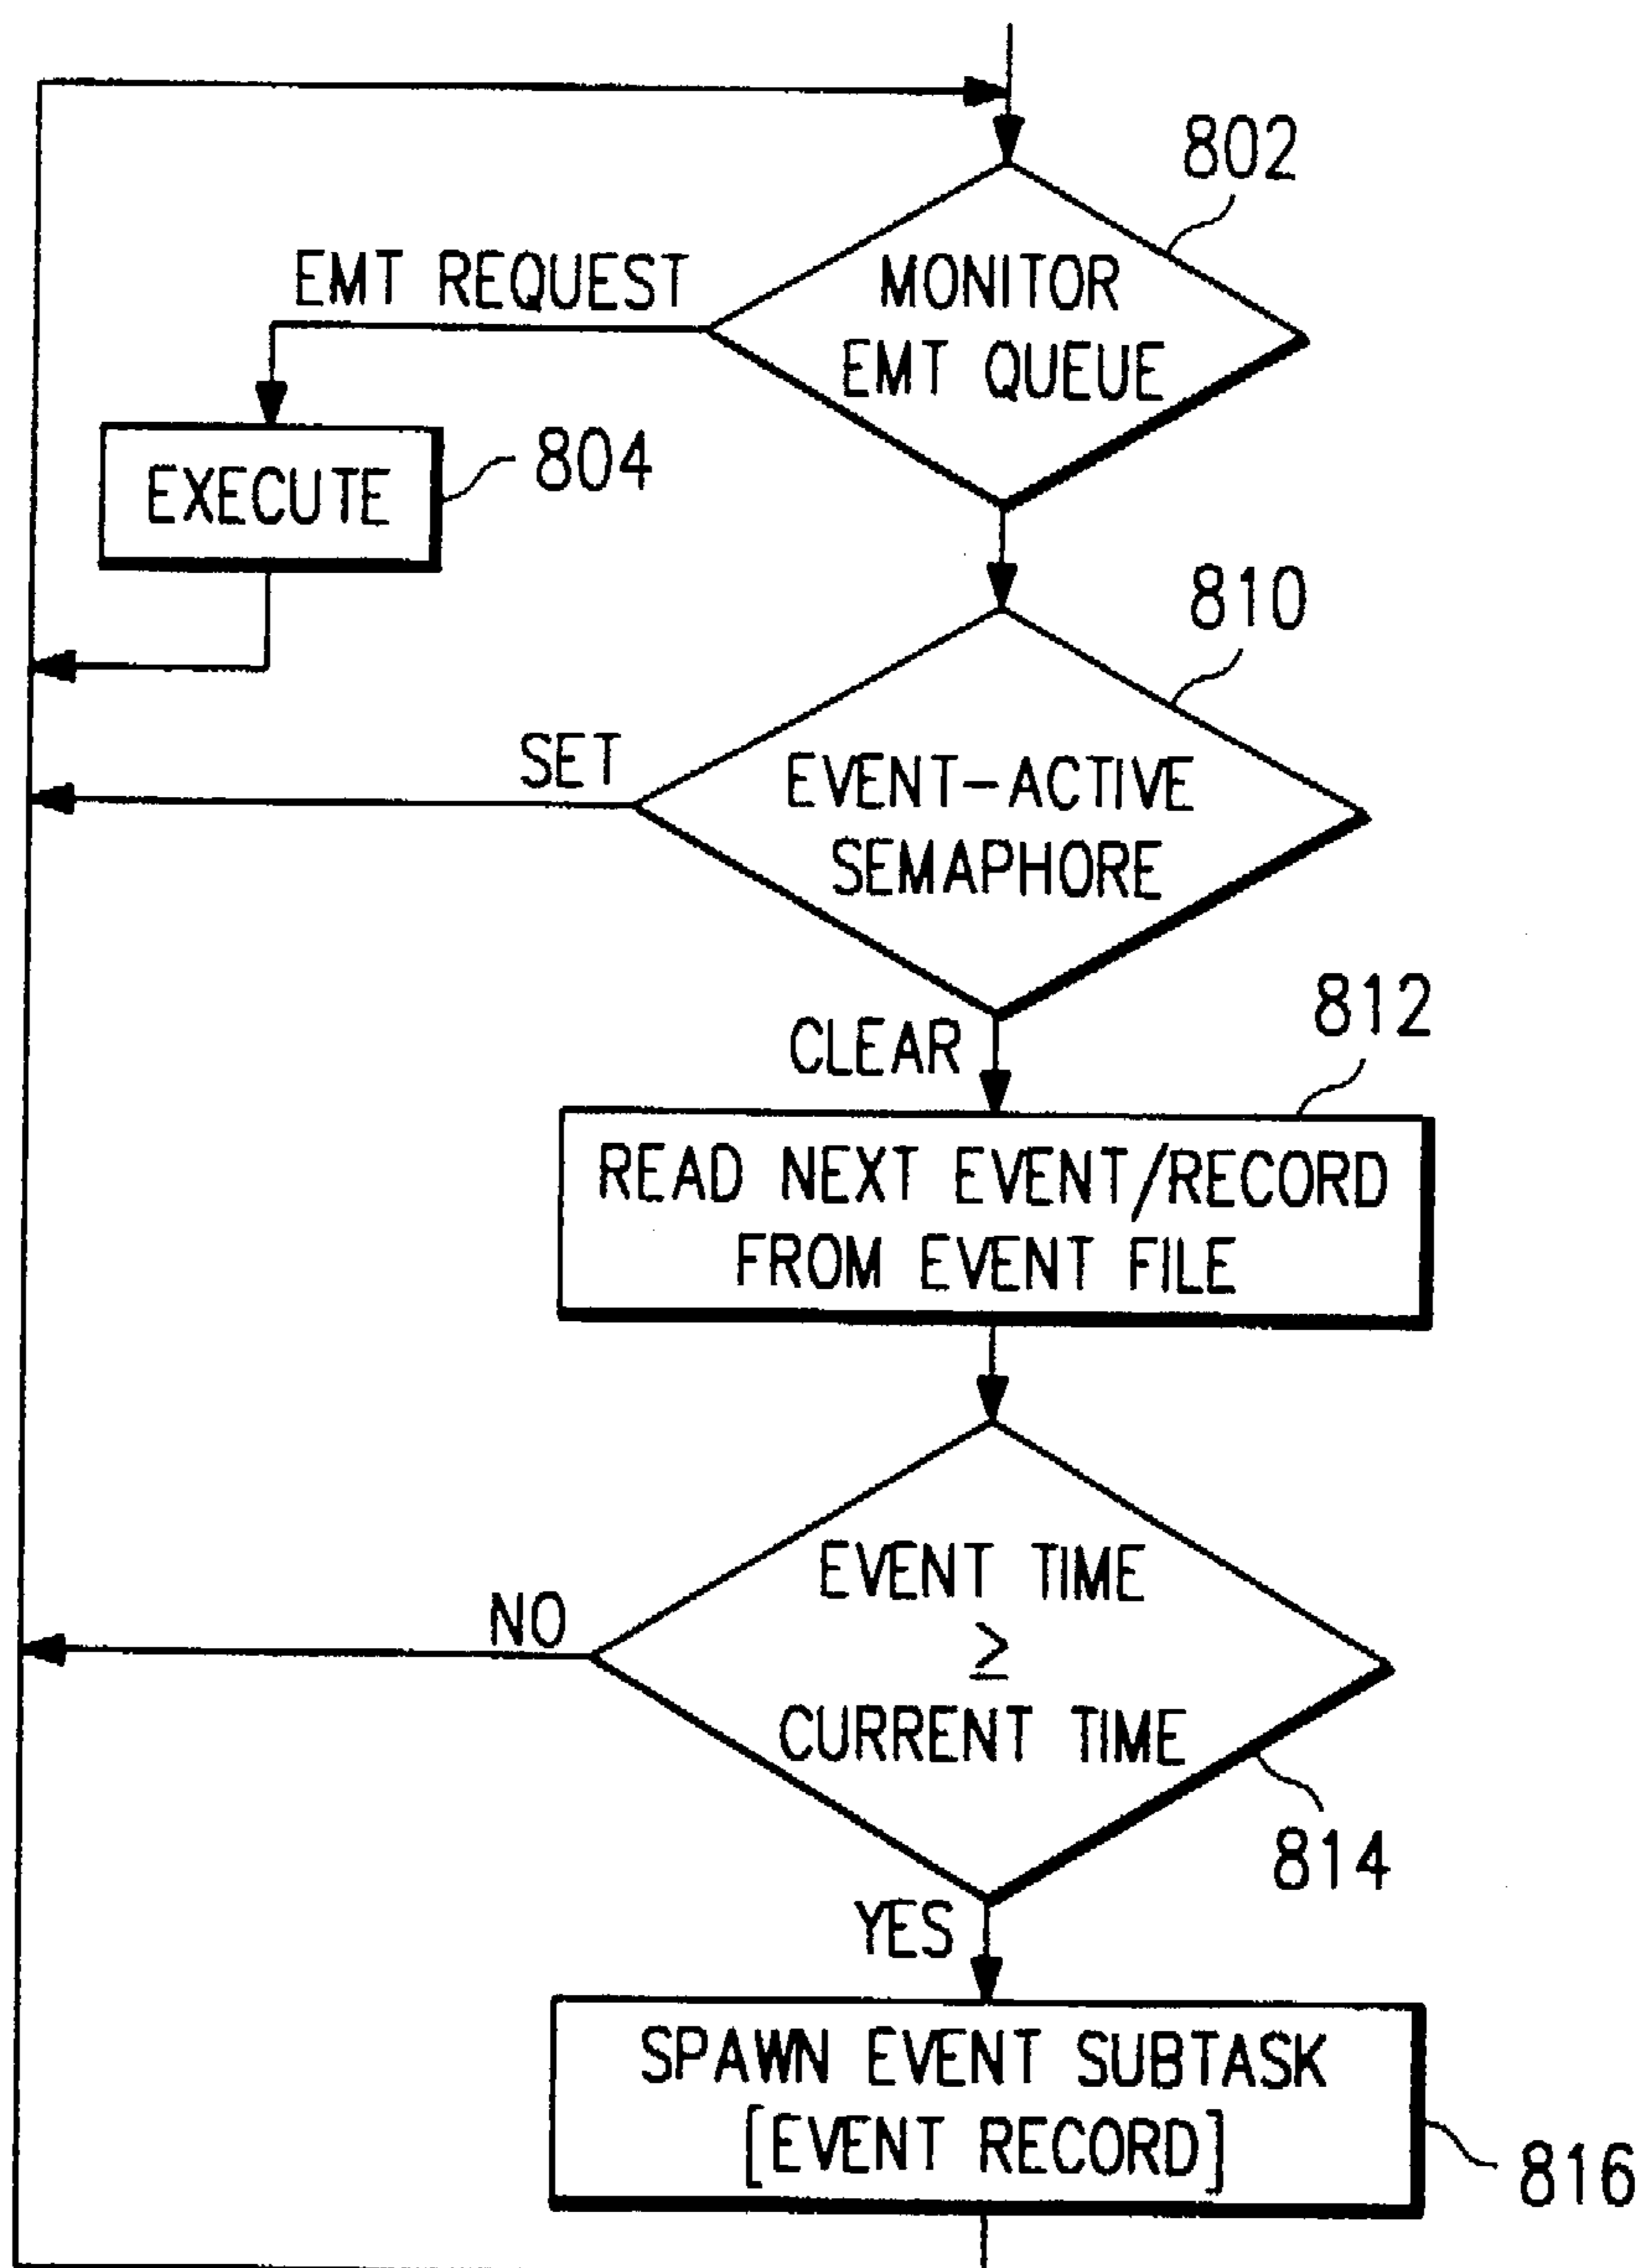 802
MONITOR
EMT QUEUE
EMT REQUEST
EXECUTE
804
810
EVENT-ACTIVE
SEMAPHORE
SET
CLEAR
812
READ NEXT EVENT/RECORD
FROM EVENT FILE
EVENT TIME
≥
CURRENT TIME
NO
814
YES
SPAWN EVENT SUBTASK
[EVENT RECORD]
816